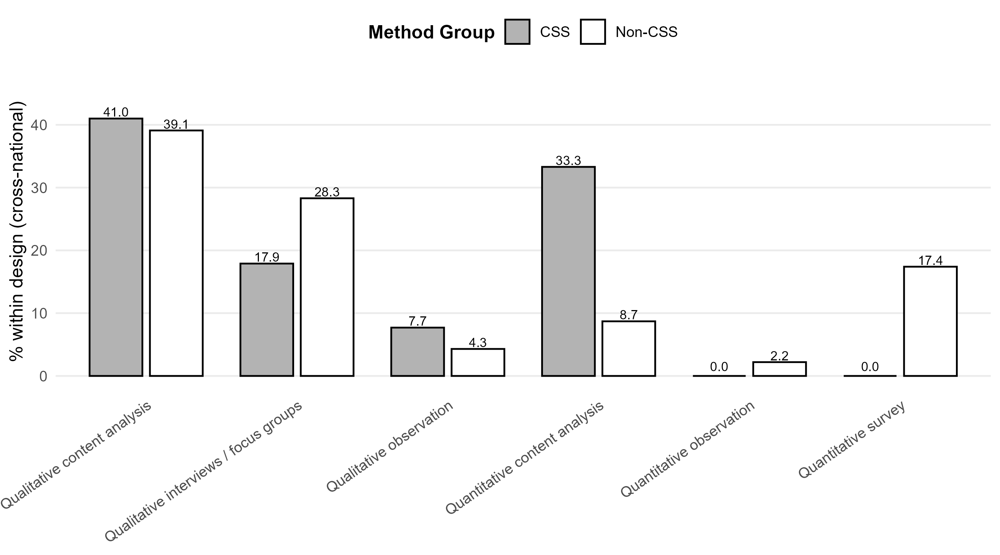 Method Group CSS Non-CSS
% within design (cross-national)
40
30
20
10
0
41.0
39.1
17.9
28.3
7.7
4.3
33.3
8.7
0.0
2.2
0.0
17.4
Qualitative content analysis
Qualitative interviews / focus groups
Qualitative observation
Quantitative content analysis
Quantitative observation
Quantitative survey